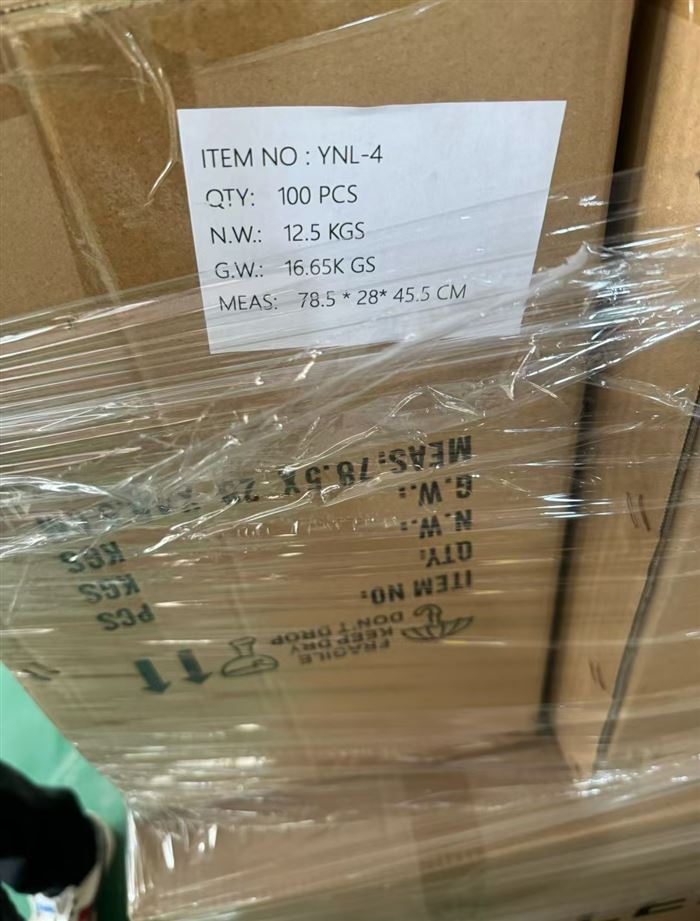 ITEM NO : YNL-4
QTY: 100 PCS
N.W.: 12.5 KGS
G.W.: 16.65K GS
MEAS: 78.5 * 28* 45.5 CM
FRAGILE
KEEP DRY
DON'T DROP
ITEM NO.
QTY. PCS
N.W.: KGS
G.W.: KGS
MEAS.78.5X 28